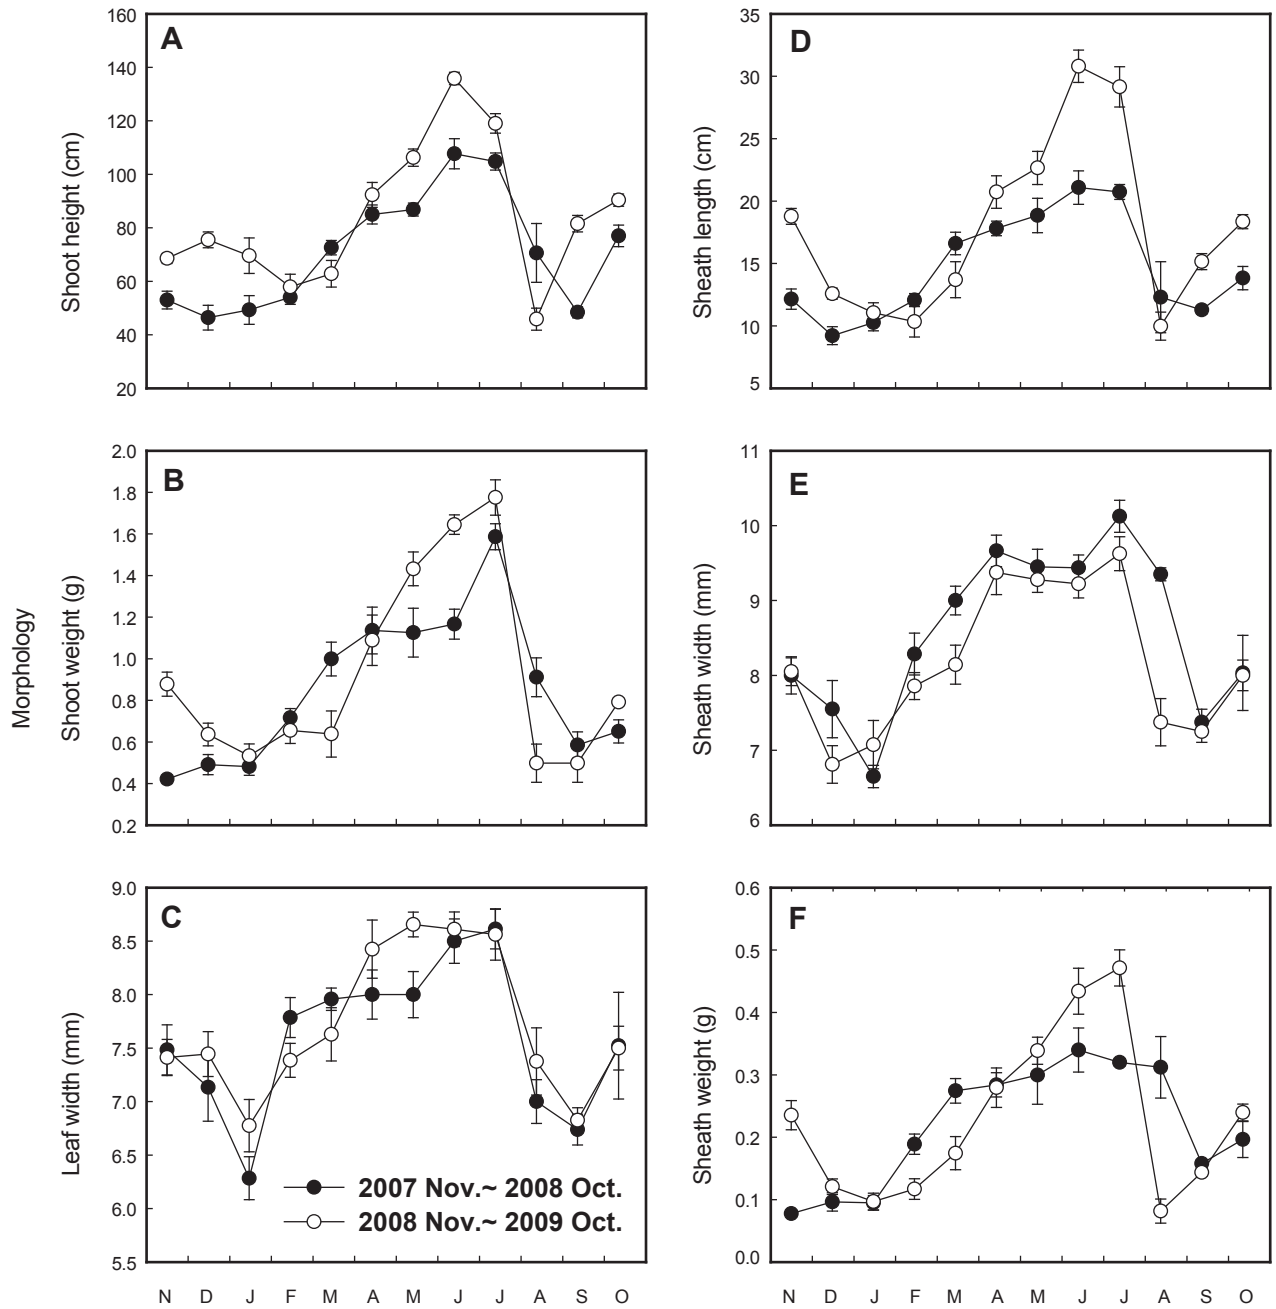 Morphology
A
Shoot height (cm)
160
140
120
100
80
60
40
20
D
Sheath length (cm)
35
30
25
20
15
10
5
B
Shoot weight (g)
2.0
1.8
1.6
1.4
1.2
1.0
0.8
0.6
0.4
0.2
E
Sheath width (mm)
11
10
9
8
7
6
C
Leaf width (mm)
9.0
8.5
8.0
7.5
7.0
6.5
6.0
5.5
2007 Nov.~ 2008 Oct.
2008 Nov.~ 2009 Oct.
N D J F M A M J J A S O
F
Sheath weight (g)
0.6
0.5
0.4
0.3
0.2
0.1
0.0
N D J F M A M J J A S O